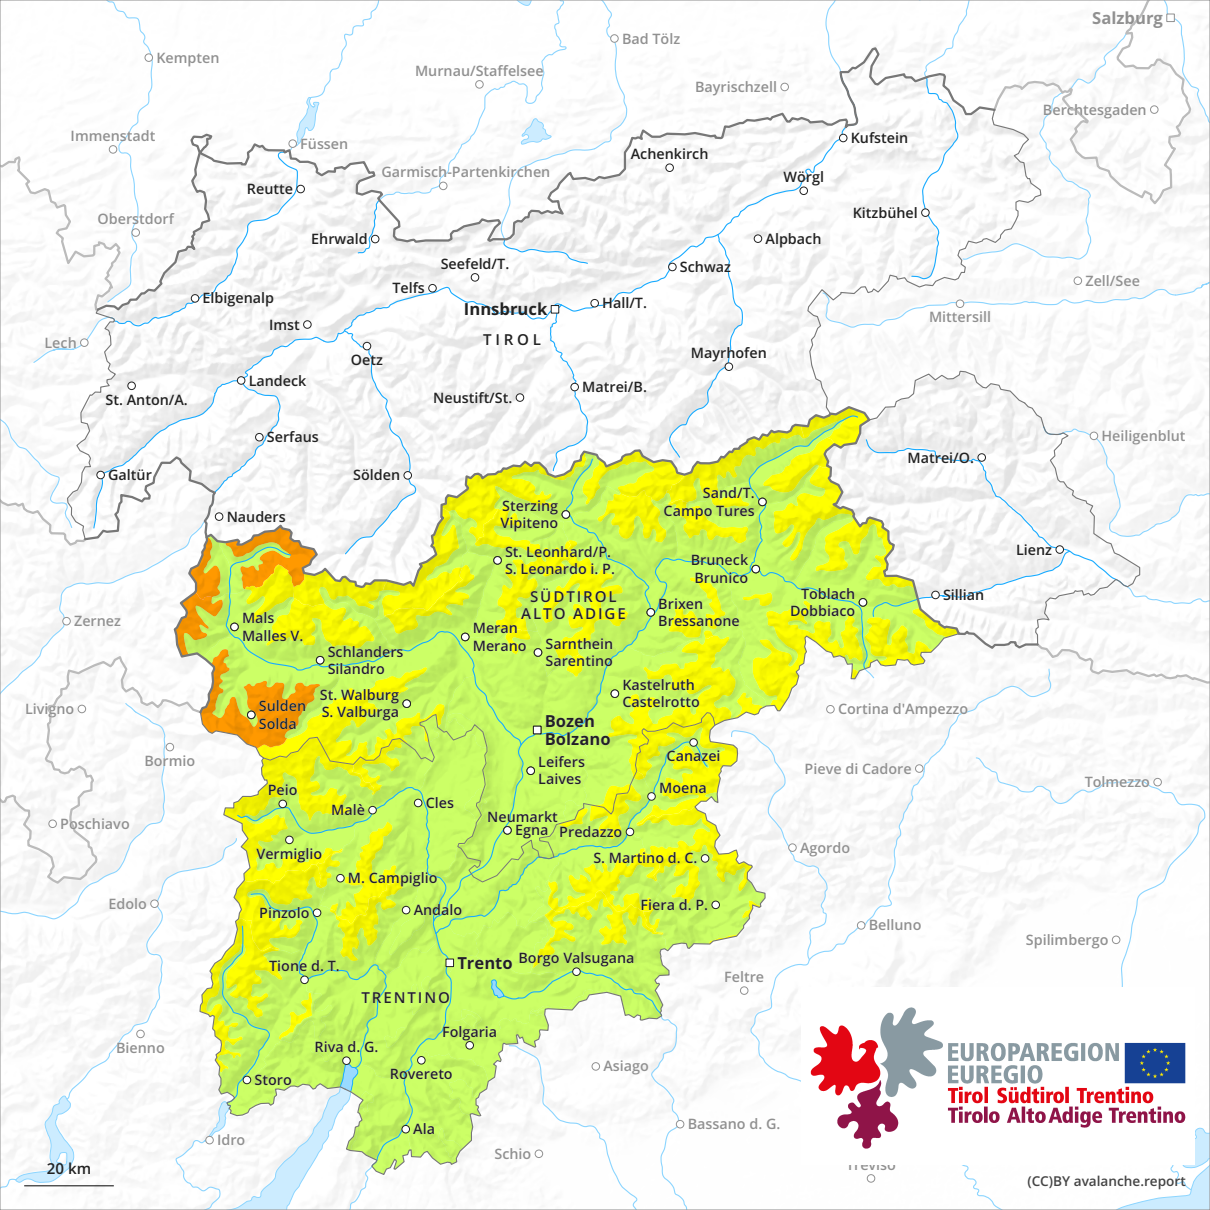 Salzburg
Bad Tölz
Kempten
Murnau/Staffelsee
Bayrischzell
Berchtesgaden
Immenstadt
Füssen
Kufstein
Achenkirch
Garmisch-Partenkirchen
Wörgl
Reutte
Oberstdorf
Kitzbühel
Ehrwald
Alpbach
Seefeld/T.
Schwaz
Zell/See
Telfs
Elbigenalp
Hall/T.
Innsbruck
Mittersill
Imst
TIROL
Lech
Oetz
Mayrhofen
Landeck
Matrei/B.
St. Anton/A.
Neustift/St.
Serfaus
Heiligenblut
Matrei/O.
Galtür
Sölden
Sand/T.
Campo Tures
Sterzing
Vipiteno
Nauders
Lienz
St. Leonhard/P.
S. Leonardo i. P.
Bruneck
Brunico
SÜDTIROL
ALTO ADIGE
Toblach
Dobbiaco
Sillian
Brixen
Bressanone
Zernez
Mals
Malles V.
Meran
Merano
Sarnthein
Sarentino
Schlanders
Silandro
Kastelruth
Castelrotto
St. Walburg
S. Valburga
Livigno
Sulden
Solda
Cortina d'Ampezzo
Bozen
Bolzano
Bormio
Canazei
Leifers
Laives
Pieve di Cadore
Tolmezzo
Peio
Moena
Malè
Cles
Neumarkt
Egna
Predazzo
Poschiavo
Vermiglio
Agordo
S. Martino d. C.
M. Campiglio
Edolo
Pinzolo
Andalo
Fiera d. P.
Belluno
Spilimbergo
Trento
Borgo Valsugana
Tione d. T.
Feltre
TRENTINO
Bienno
Folgaria
Riva d. G.
Rovereto
Asiago
Storo
EUROPAREGION
EUREGIO
Tirol Südtirol Trentino
Tirolo Alto Adige Trentino
Ala
Idro
Bassano d. G.
Schio
Treviso
20 km
(CC)BY avalanche.report